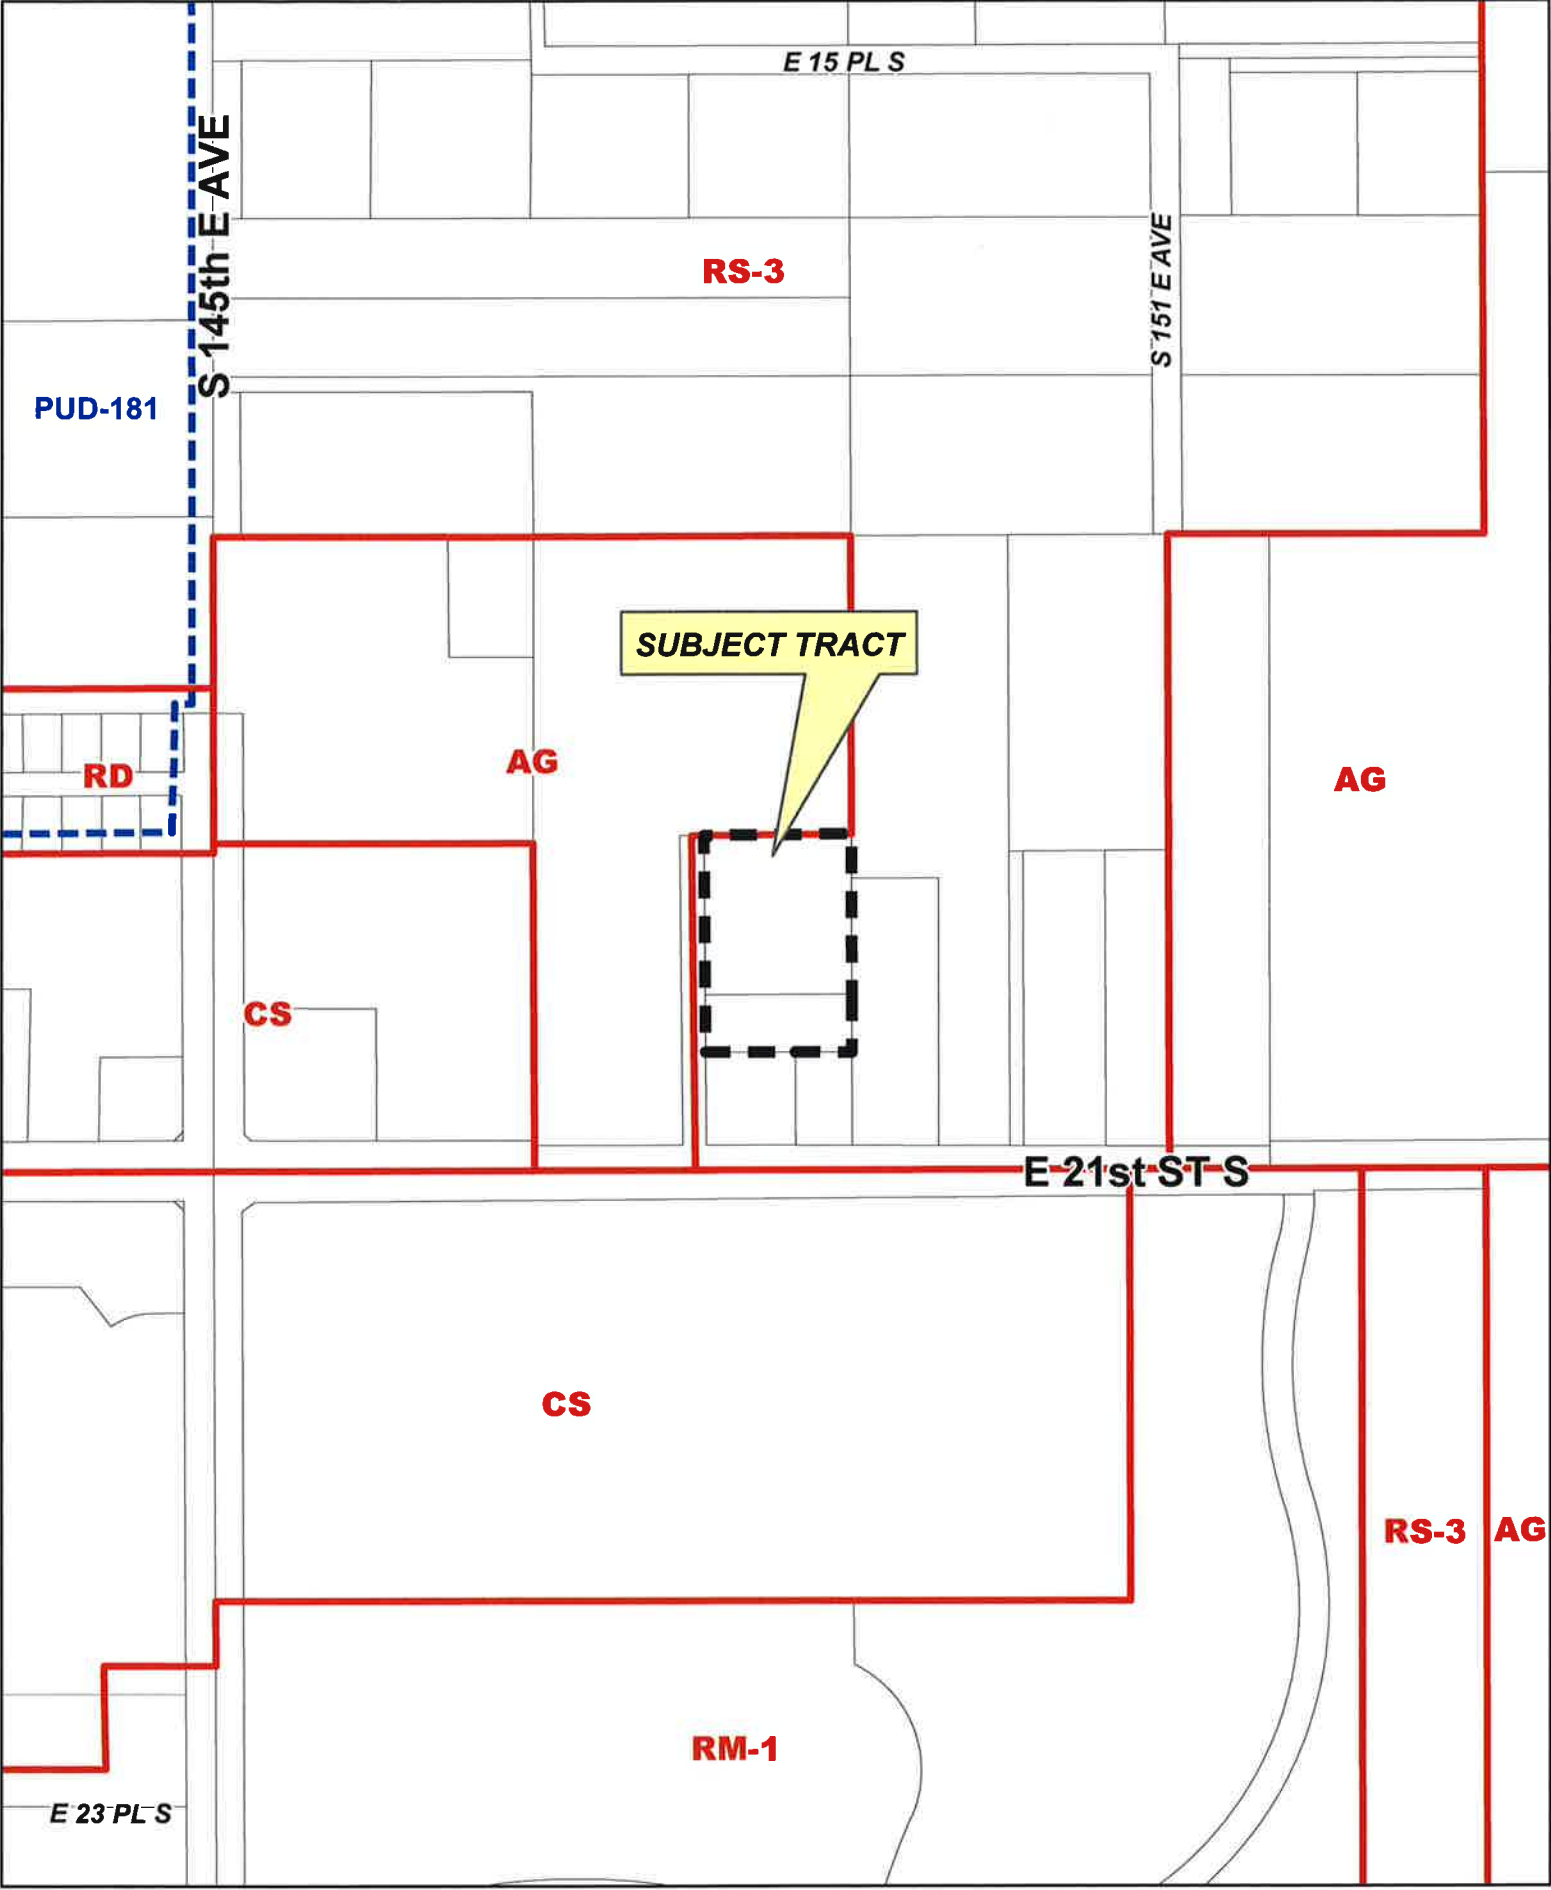 E 15 PL S
S 145th E AVE
RS-3
S 151 E AVE
PUD-181
SUBJECT TRACT
AG
RD
AG
CS
E 21st ST S
CS
RS-3
AG
RM-1
E 23 PL S